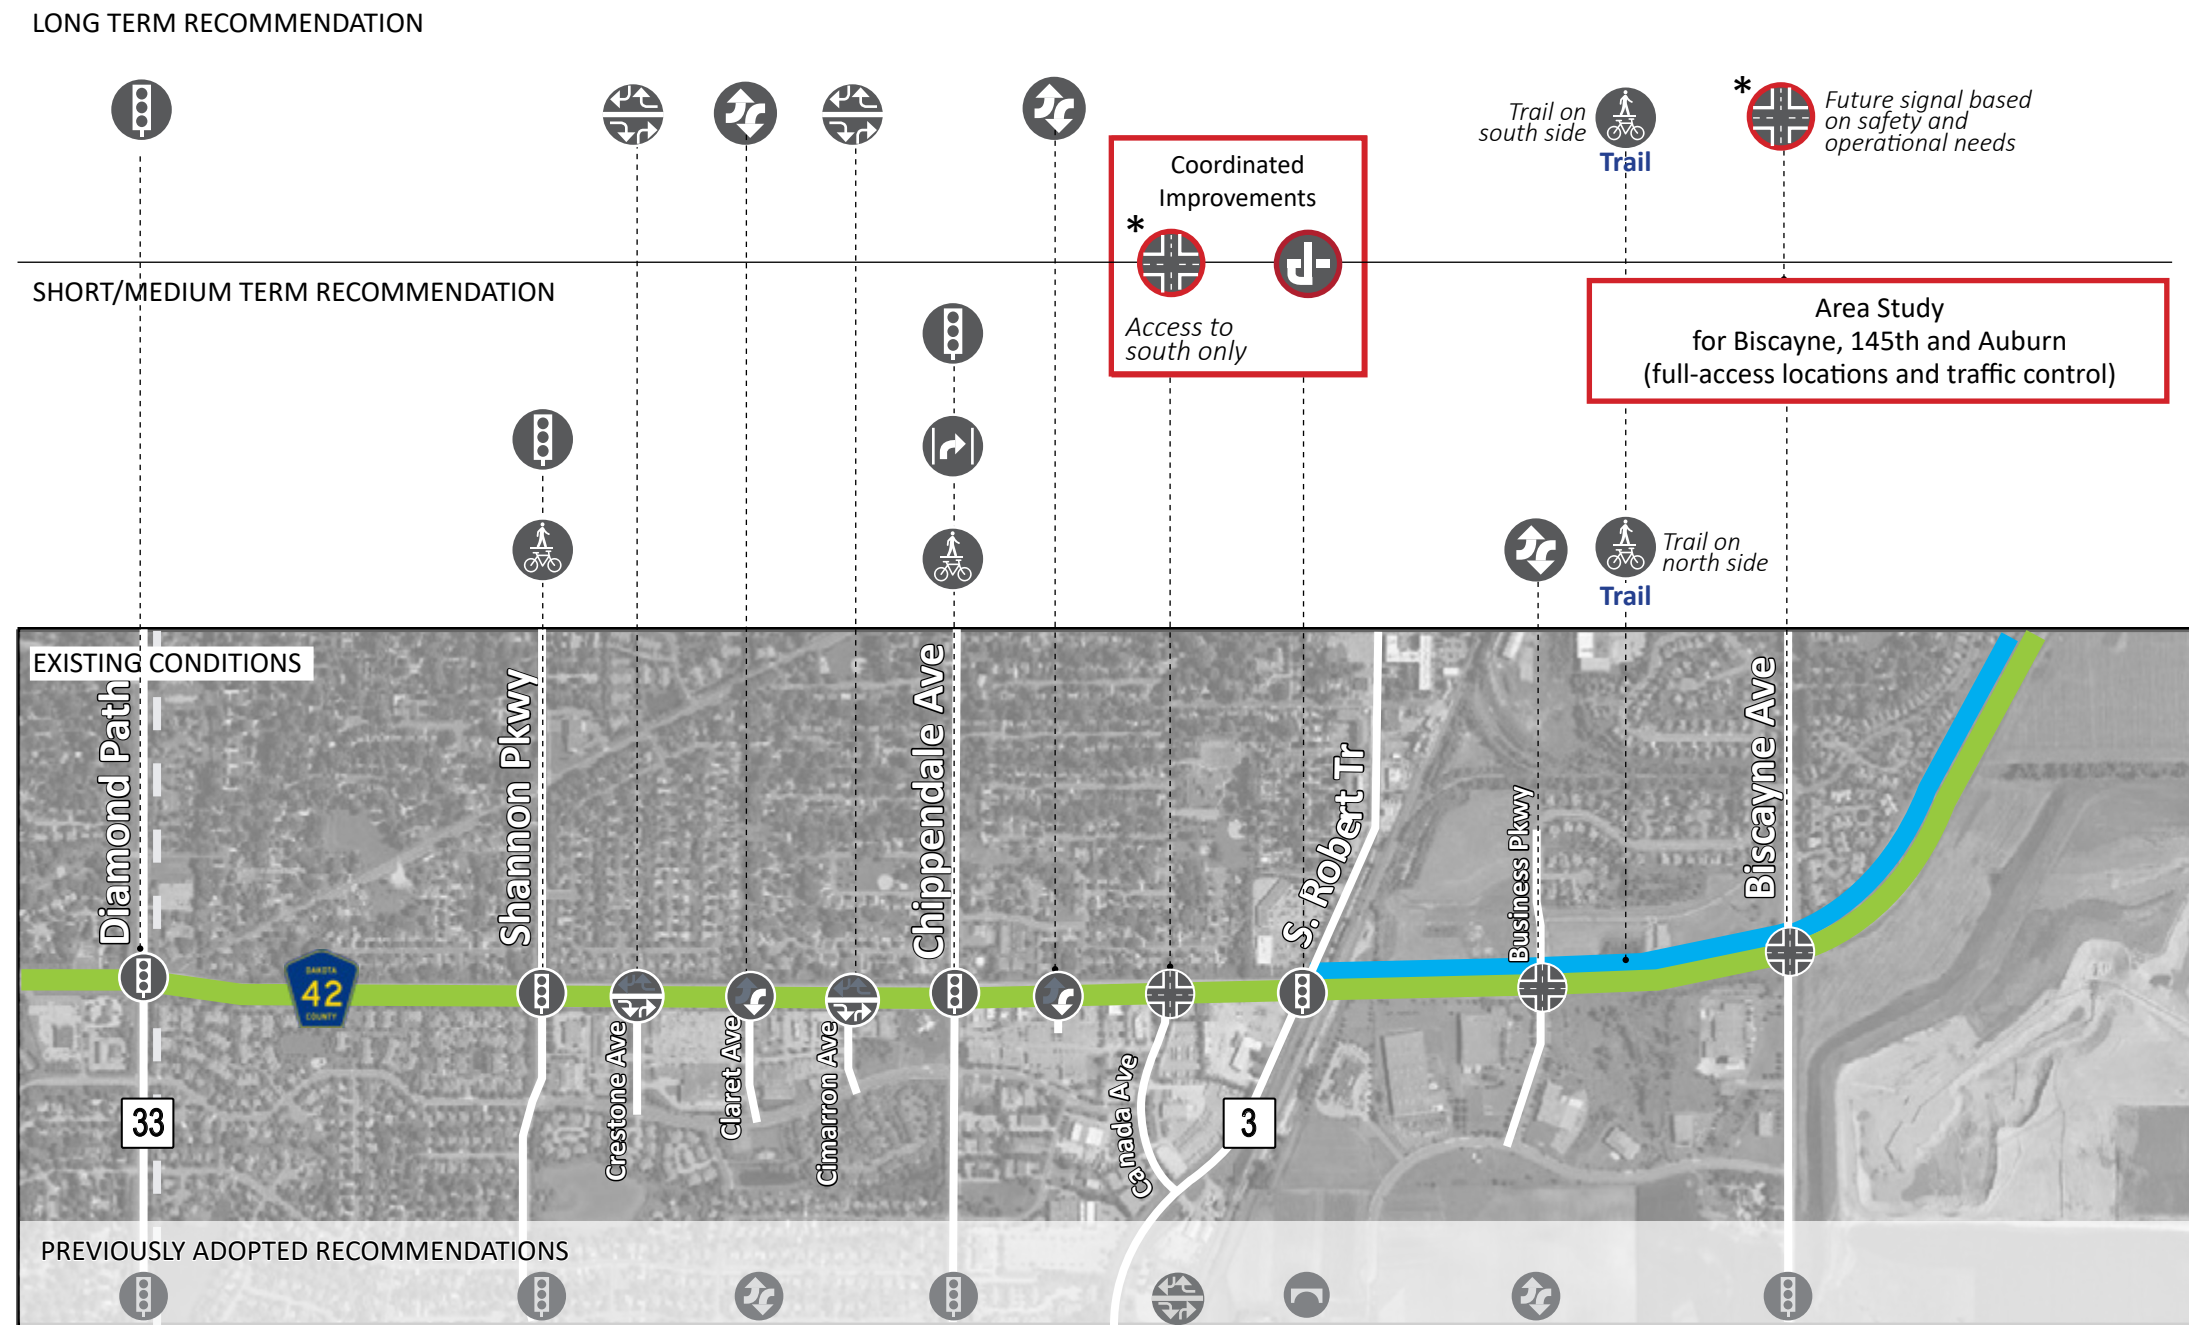 LONG TERM RECOMMENDATION
Trail on
south side
Trail
*
Future signal based
on safety and
operational needs
Coordinated
Improvements
*
Access to
south only
SHORT/MEDIUM TERM RECOMMENDATION
Area Study
for Biscayne, 145th and Auburn
(full-access locations and traffic control)
Trail on
north side
Trail
EXISTING CONDITIONS
Diamond Path
Shannon Pkwy
Chippendale Ave
S. Robert Tr
Business Pkwy
Biscayne Ave
DAKOTA
42
COUNTY
Crestone Ave
Claret Ave
Cimarron Ave
Canada Ave
33
3
PREVIOUSLY ADOPTED RECOMMENDATIONS